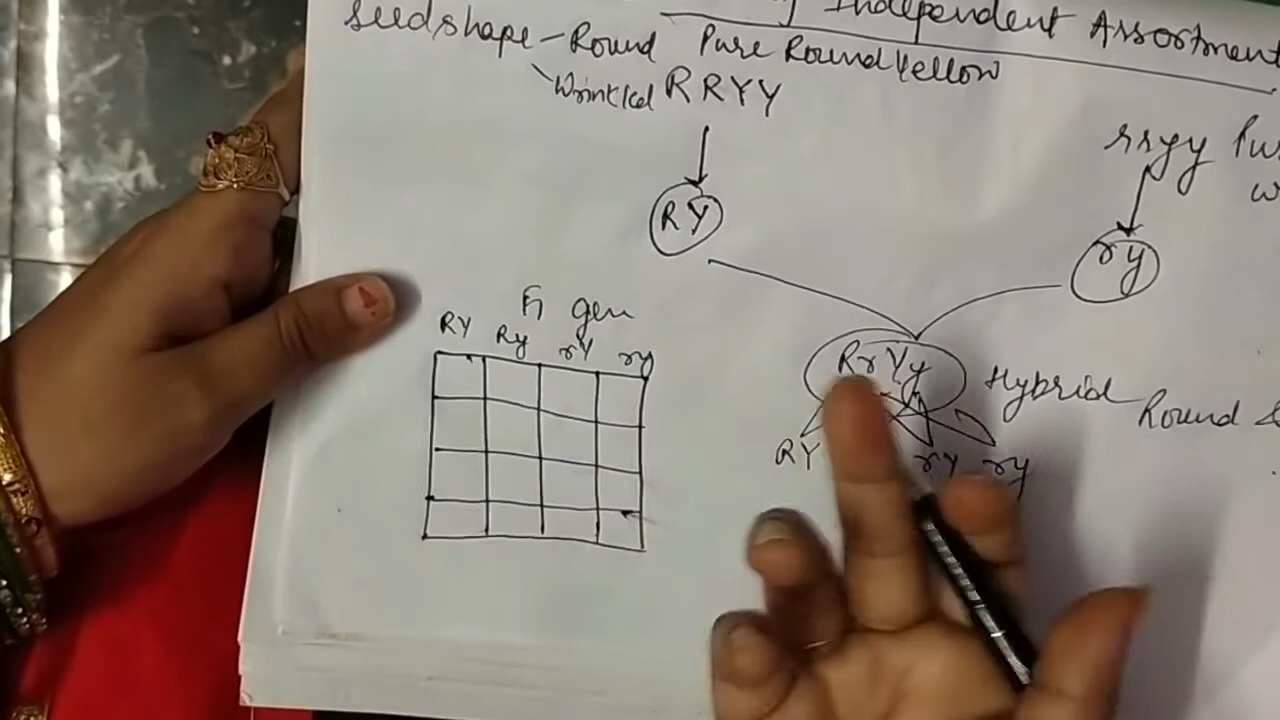 Independent Assortment
Seedshape - Round Pure Round Yellow
Wrinkled RRYY
rryy
RY
ry
F1 gen
RY Ry rY ry
RrYy Hybrid Round &
RY rY ry